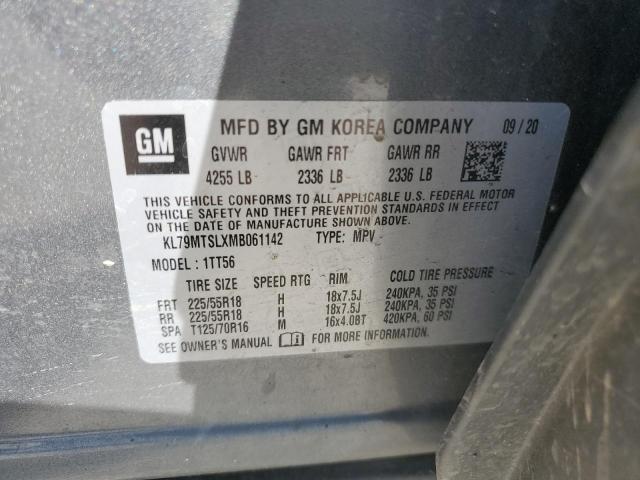 GM MFD BY GM KOREA COMPANY 09/20
GVWR GAWR FRT GAWR RR
4255 LB 2336 LB 2336 LB
THIS VEHICLE CONFORMS TO ALL APPLICABLE U.S. FEDERAL MOTOR
VEHICLE SAFETY AND THEFT PREVENTION STANDARDS IN EFFECT
ON THE DATE OF MANUFACTURE SHOWN ABOVE.
KL79MTSLXMB061142 TYPE: MPV
MODEL : 1TT56
TIRE SIZE SPEED RTG RIM COLD TIRE PRESSURE
FRT 225/55R18 H 18x7.5J 240KPA, 35 PSI
RR 225/55R18 H 18x7.5J 240KPA, 35 PSI
SPA T125/70R16 M 16x4.0BT 420KPA, 60 PSI
SEE OWNER'S MANUAL FOR MORE INFORMATION.